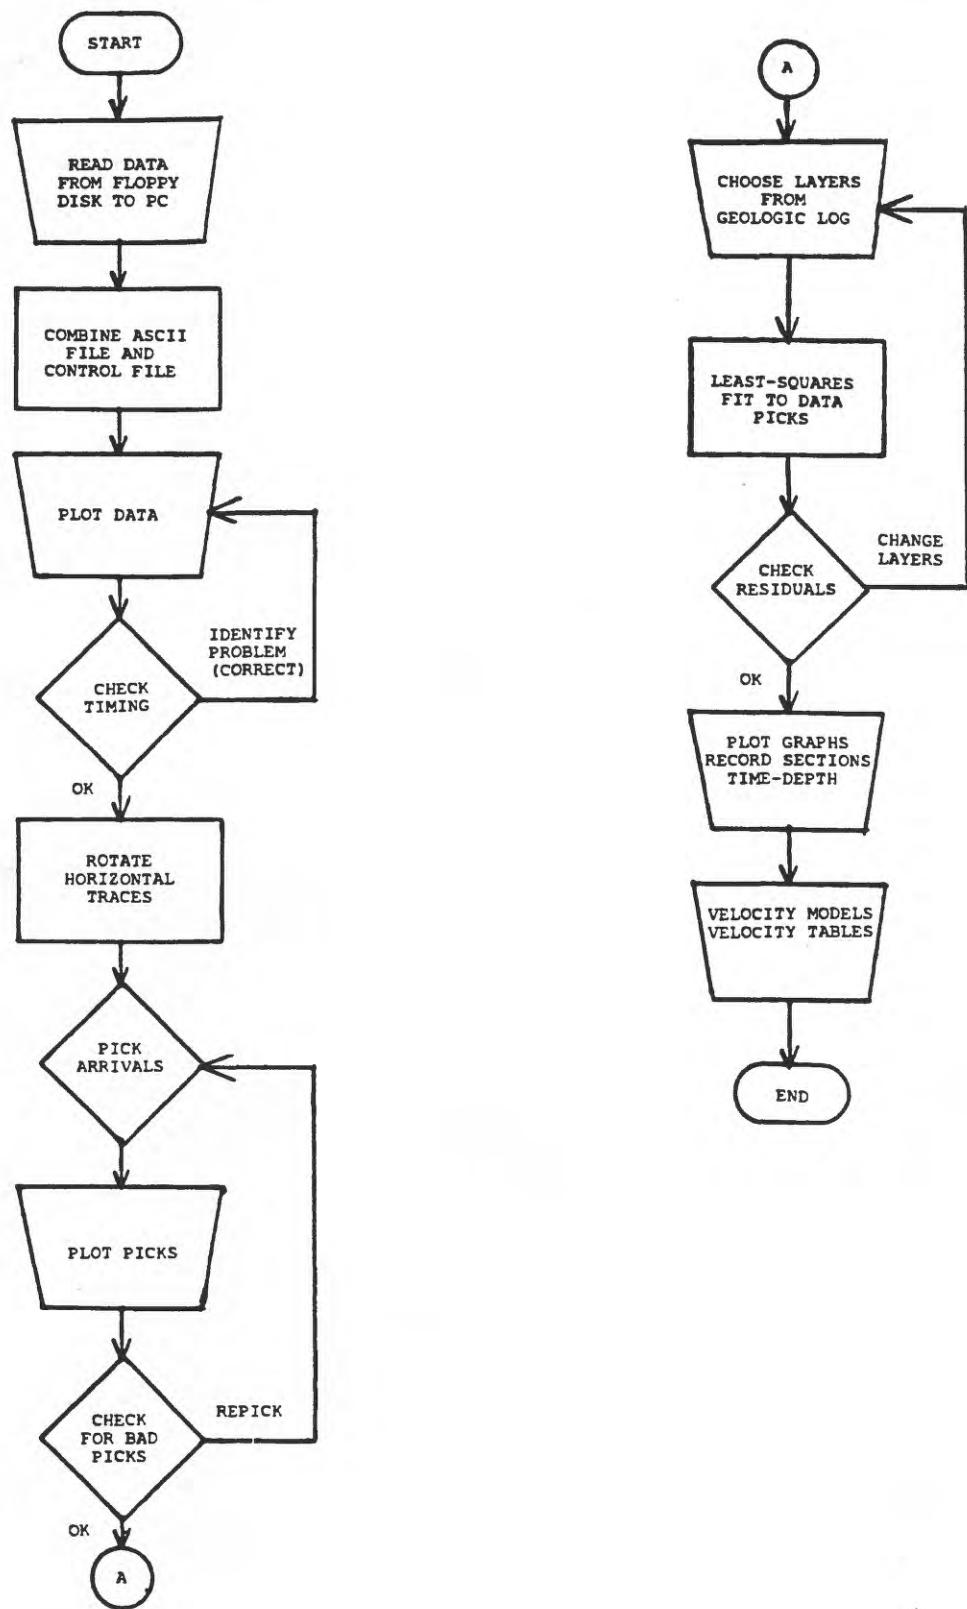 START
READ DATA
FROM FLOPPY
DISK TO PC
COMBINE ASCII
FILE AND
CONTROL FILE
PLOT DATA
IDENTIFY
PROBLEM
(CORRECT)
CHECK
TIMING
OK
ROTATE
HORIZONTAL
TRACES
PICK
ARRIVALS
PLOT PICKS
REPICK
CHECK
FOR BAD
PICKS
OK
A
A
CHOOSE LAYERS
FROM
GEOLOGIC LOG
LEAST-SQUARES
FIT TO DATA
PICKS
CHANGE
LAYERS
CHECK
RESIDUALS
OK
PLOT GRAPHS
RECORD SECTIONS
TIME-DEPTH
VELOCITY MODELS
VELOCITY TABLES
END